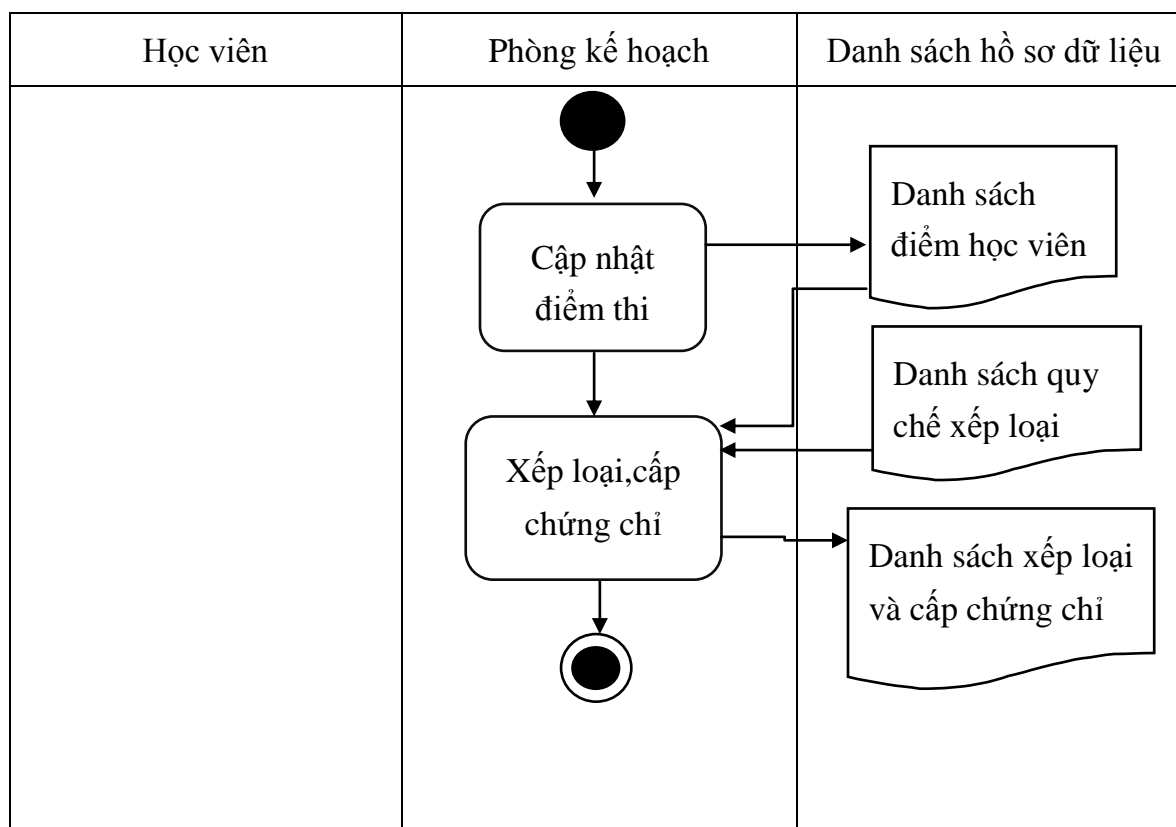 Học viên
Phòng kế hoạch
Danh sách hồ sơ dữ liệu
Danh sách
điểm học viên
Cập nhật
điểm thi
Danh sách quy
chế xếp loại
Xếp loại,cấp
chứng chỉ
Danh sách xếp loại
và cấp chứng chỉ